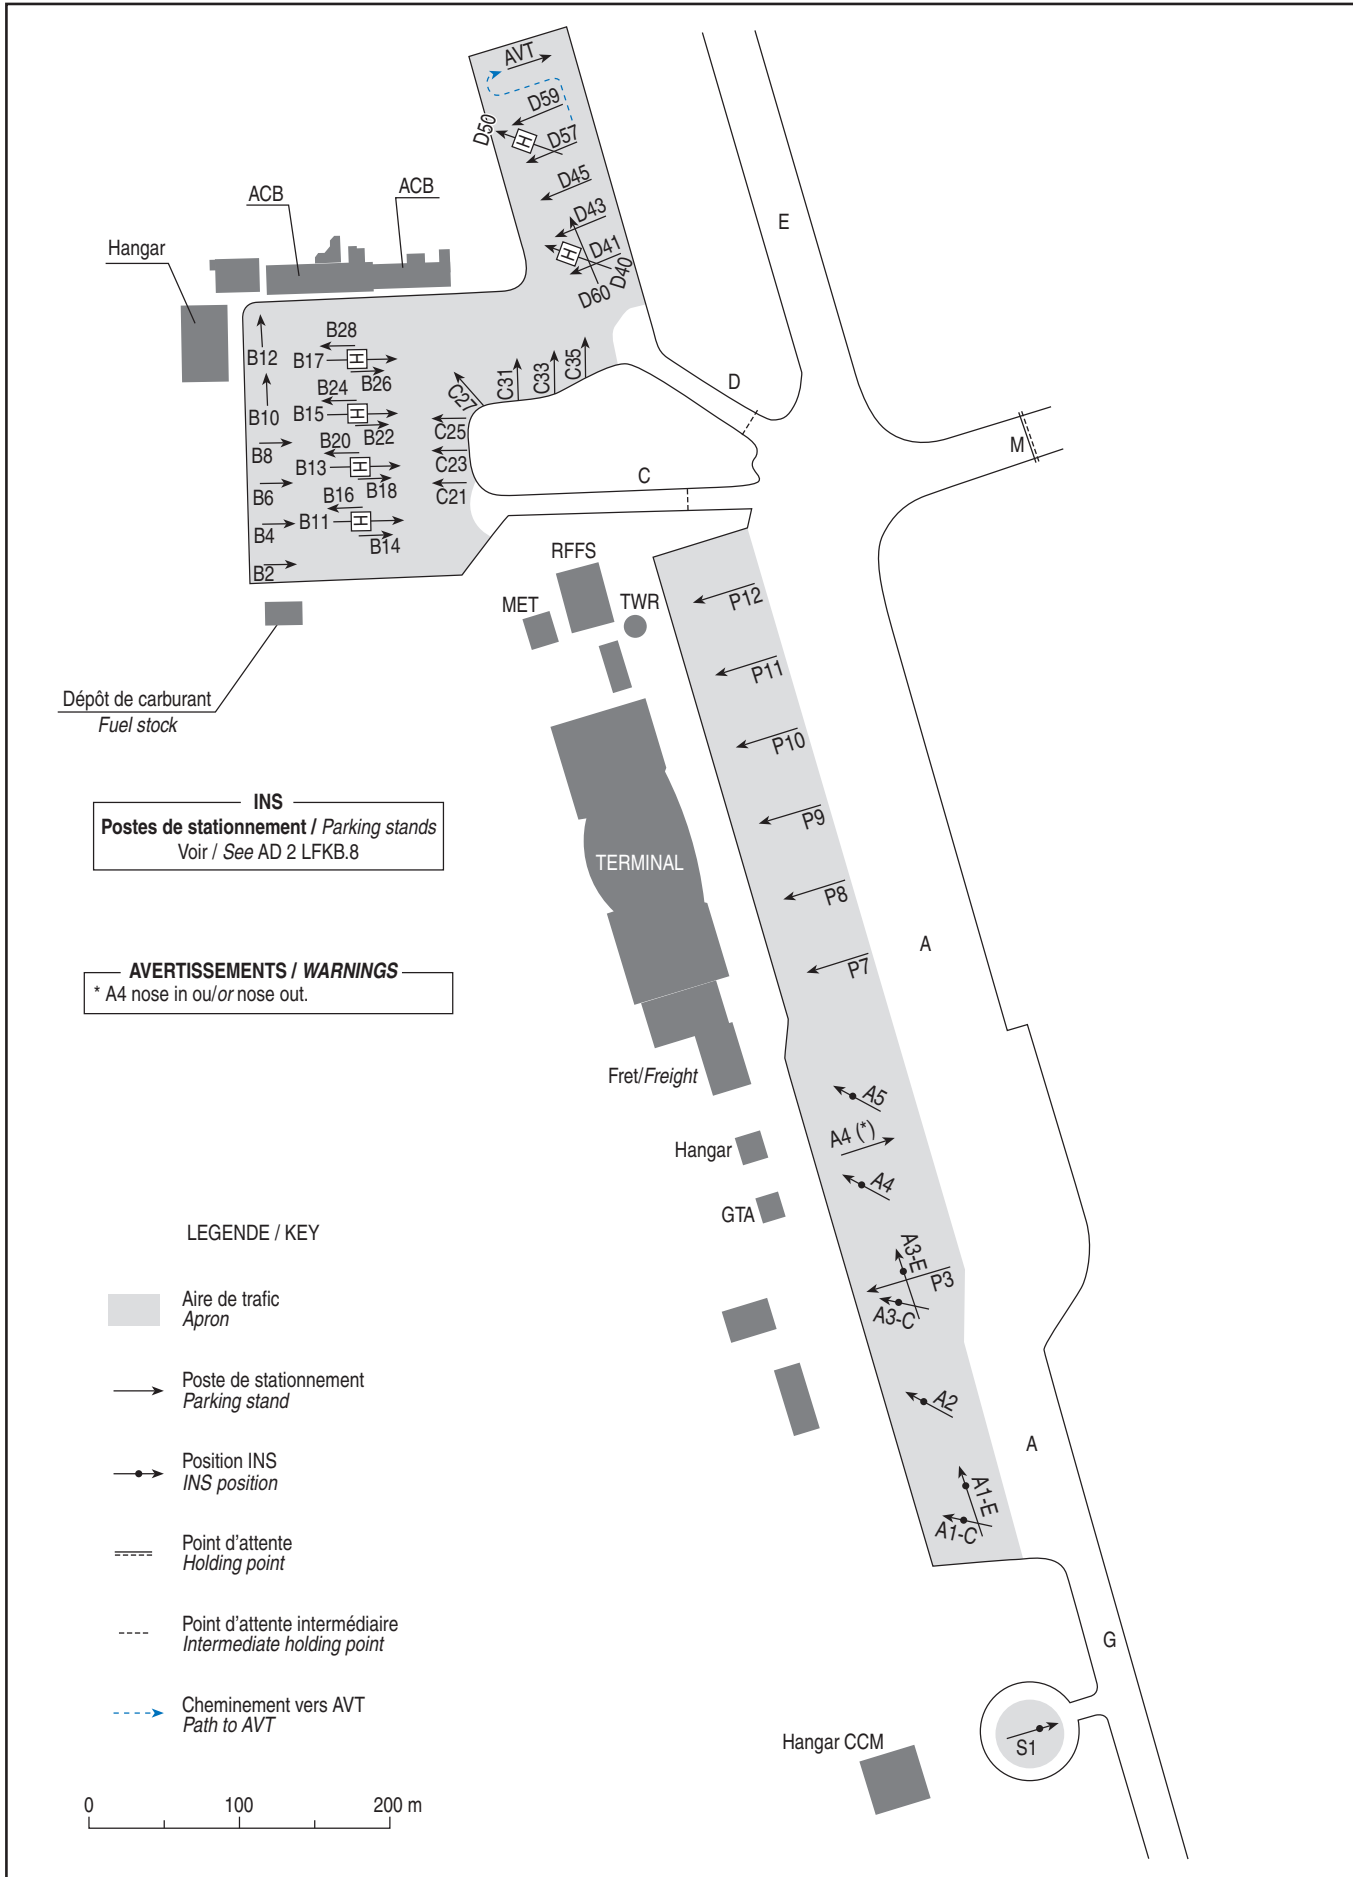 AVT
D59
D50
D57
D45
D43
D41
D40
D60
E
ACB
ACB
Hangar
B28
B12
B17
B26
B24
B10
B15
B22
B20
B8
B13
B18
B16
B6
B11
B4
B14
B2
C27
C31
C33
C35
C25
C23
C21
D
C
M
RFFS
MET
TWR
Dépôt de carburant
Fuel stock
P12
P11
P10
P9
P8
P7
TERMINAL
A
INS
Postes de stationnement / Parking stands
Voir / See AD 2 LFKB.8
AVERTISSEMENTS / WARNINGS
* A4 nose in ou/or nose out.
Fret/Freight
Hangar
GTA
A5
A4 (*)
A4
A3-E
P3
A3-C
A2
A
A1-E
A1-C
G
S1
Hangar CCM
LEGENDE / KEY
Aire de trafic
Apron
Poste de stationnement
Parking stand
Position INS
INS position
Point d'attente
Holding point
Point d'attente intermédiaire
Intermediate holding point
Cheminement vers AVT
Path to AVT
0 100 200 m
H
H
H
H
H
H